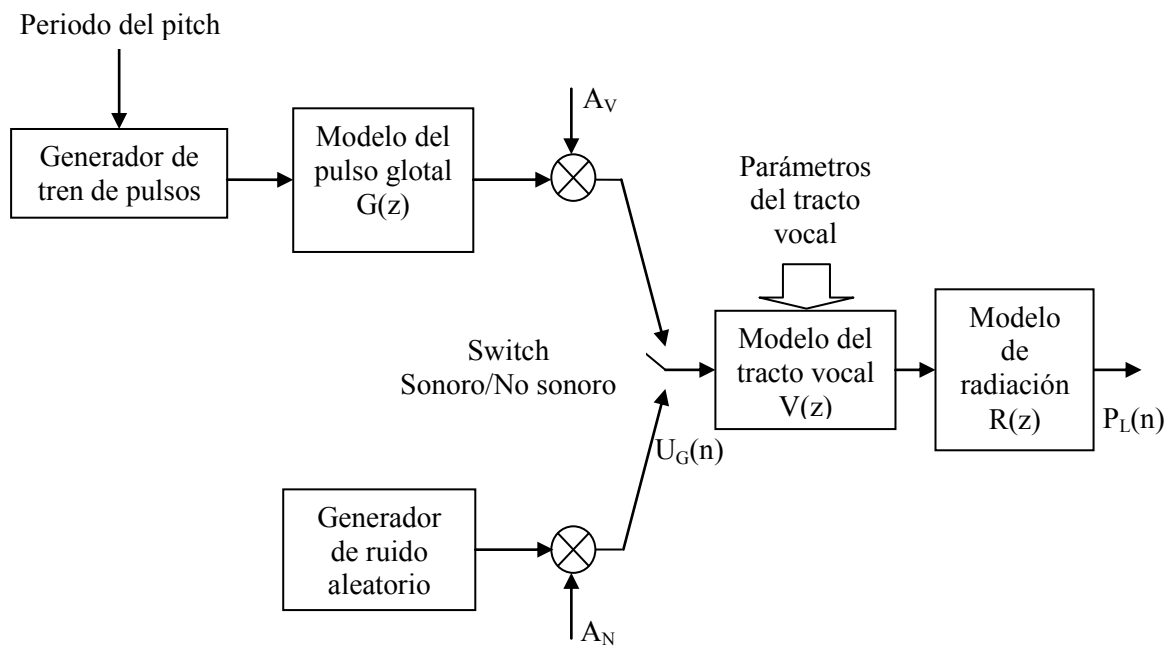 Periodo del pitch
A_V
Generador de
tren de pulsos
Modelo del
pulso glotal
G(z)
Parámetros
del tracto
vocal
Switch
Sonoro/No sonoro
Modelo del
tracto vocal
V(z)
Modelo
de
radiación
R(z)
P_L(n)
U_G(n)
Generador
de ruido
aleatorio
A_N